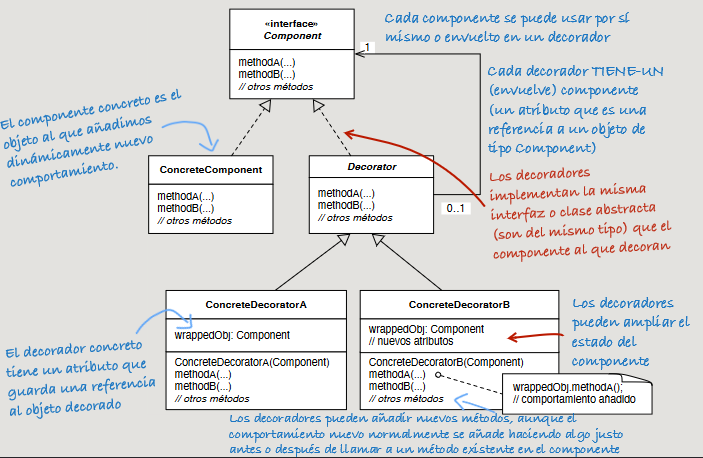 «interface»
Component
methodA(...)
methodB(...)
// otros métodos
Cada componente se puede usar por sí
mismo o envuelto en un decorador
1
Cada decorador TIENE-UN
(envuelve) componente
(un atributo que es una
referencia a un objeto de
tipo Component)
El componente concreto es el
objeto al que añadimos
dinámicamente nuevo
comportamiento.
ConcreteComponent
methodA(...)
methodB(...)
// otros métodos
Decorator
methodA(...)
methodB(...)
// otros métodos
0..1
Los decoradores
implementan la misma
interfaz o clase abstracta
(son del mismo tipo) que el
componente al que decoran
ConcreteDecoratorA
wrappedObj: Component
ConcreteDecoratorA(Component)
methodA(...)
methodB(...)
// otros métodos
ConcreteDecoratorB
wrappedObj: Component
// nuevos atributos
ConcreteDecoratorB(Component)
methodA(...)
methodB(...)
// otros métodos
Los decoradores
pueden amplíar el
estado del
componente
El decorador concreto
tiene un atributo que
guarda una referencia
al objeto decorado
wrappedObj.methodA();
// comportamiento añadido
Los decoradores pueden añadir nuevos métodos, aunque el
comportamiento nuevo normalmente se añade haciendo algo justo
antes o después de llamar a un método existente en el componente